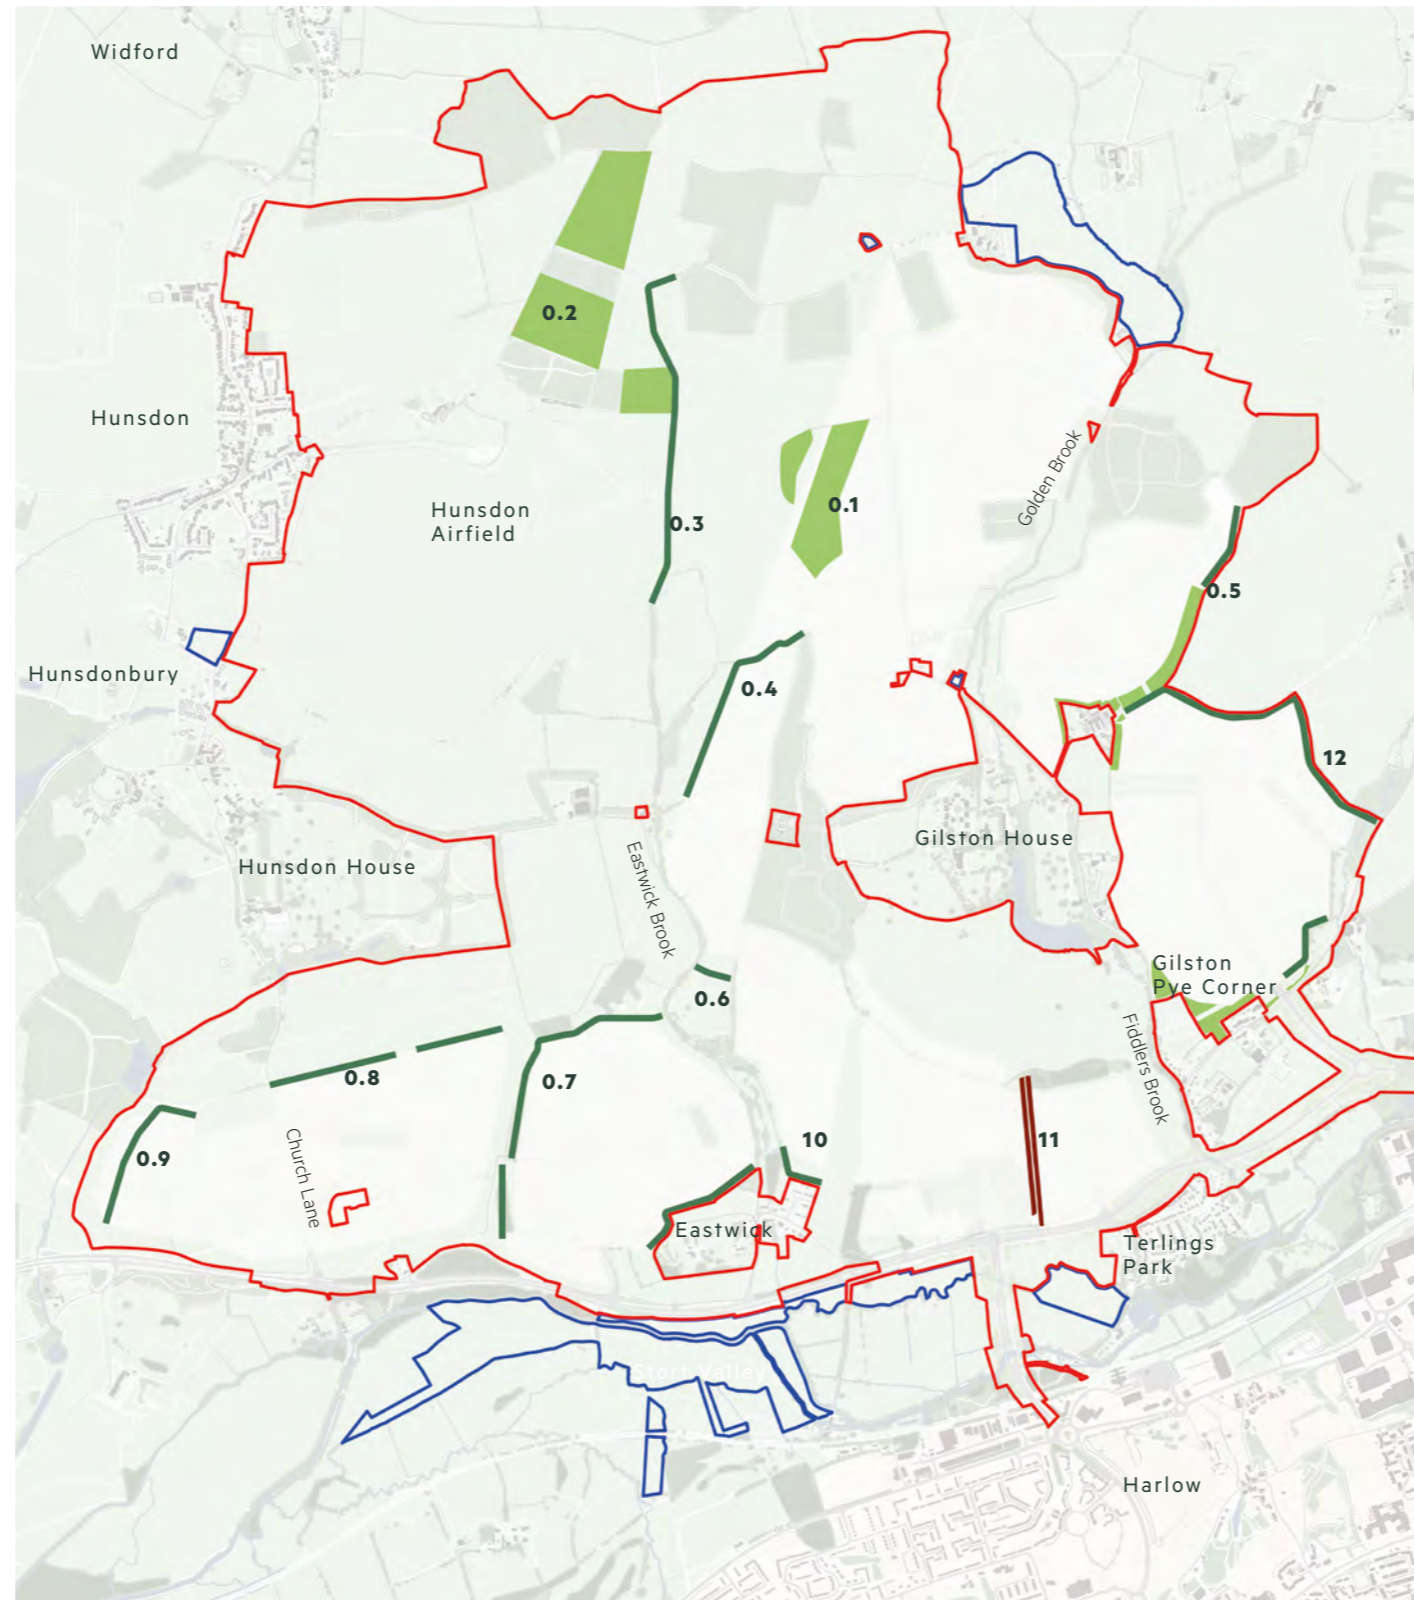 Widford
0.2
Hunsdon
Golden Brook
Hunsdon
Airfield
0.1
0.3
0.5
Hunsdonbury
0.4
12
Gilston House
Hunsdon House
Eastwick Brook
Gilston
Pye Corner
0.6
Fiddlers Brook
0.8
0.7
10
11
0.9
Church Lane
Eastwick
Terlings
Park
Stort Valley
Harlow